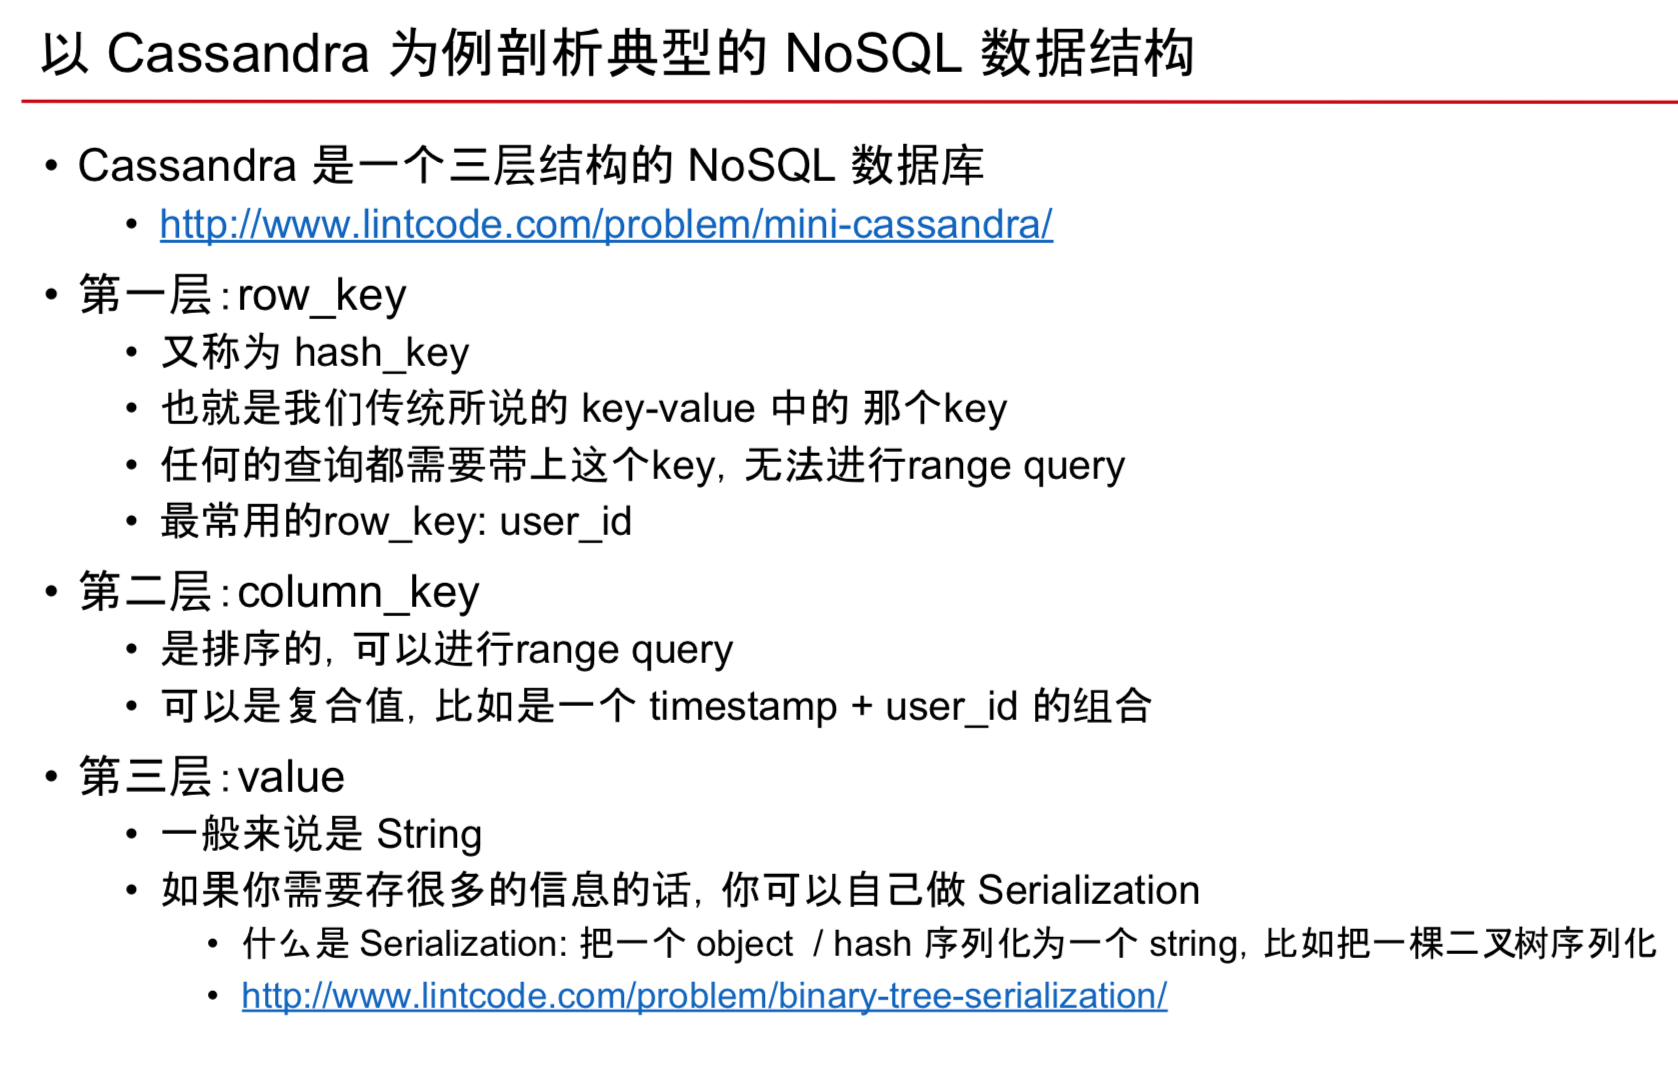 以 Cassandra 为例剖析典型的 NoSQL 数据结构
• Cassandra 是一个三层结构的 NoSQL 数据库
• http://www.lintcode.com/problem/mini-cassandra/
• 第一层：row_key
• 又称为 hash_key
• 也就是我们传统所说的 key-value 中的 那个key
• 任何的查询都需要带上这个key，无法进行range query
• 最常用的row_key: user_id
• 第二层：column_key
• 是排序的，可以进行range query
• 可以是复合值，比如是一个 timestamp + user_id 的组合
• 第三层：value
• 一般来说是 String
• 如果你需要存很多的信息的话，你可以自己做 Serialization
• 什么是 Serialization: 把一个 object / hash 序列化为一个 string，比如把一棵二叉树序列化
• http://www.lintcode.com/problem/binary-tree-serialization/